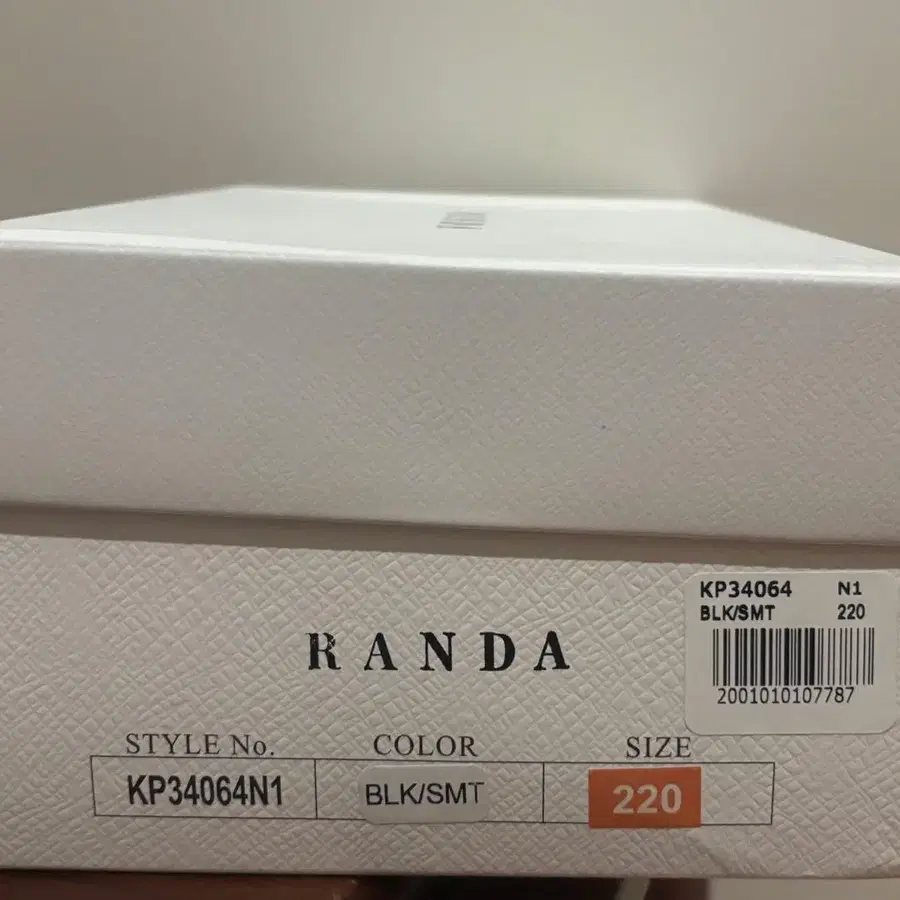 KP34064 N1
BLK/SMT 220
2001010107787
RANDA
STYLE No. COLOR SIZE
KP34064N1 BLK/SMT 220